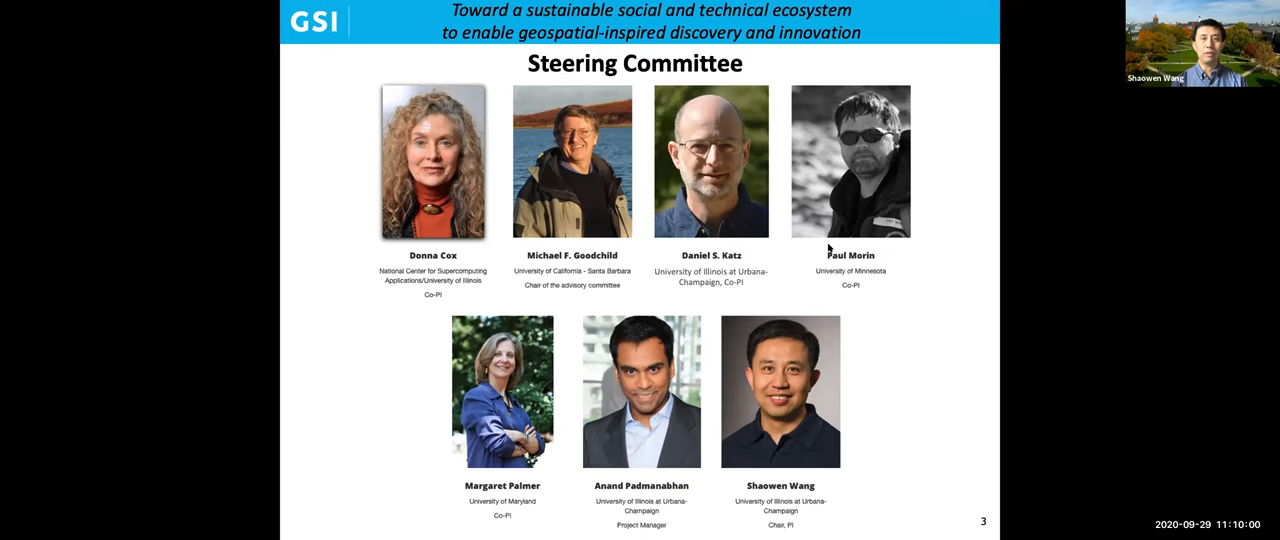 GSI
Toward a sustainable social and technical ecosystem
to enable geospatial-inspired discovery and innovation
Steering Committee
Shaowen Wang
Donna Cox
National Center for Supercomputing
Applications/University of Illinois
Co-PI
Michael F. Goodchild
University of California - Santa Barbara
Chair of the advisory committee
Daniel S. Katz
University of Illinois at Urbana-
Champaign, Co-PI
Paul Morin
University of Minnesota
Co-PI
Margaret Palmer
University of Maryland
Co-PI
Anand Padmanabhan
University of Illinois at Urbana-
Champaign
Project Manager
Shaowen Wang
University of Illinois at Urbana-
Champaign
Chair, PI
3
2020-09-29 11:10:00